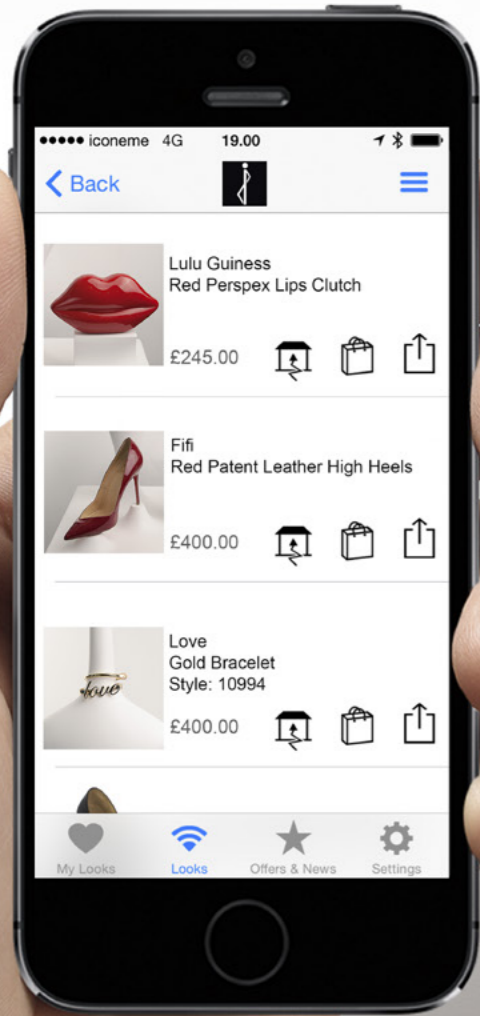 iconeme 4G 19.00
Back
Lulu Guiness
Red Perspex Lips Clutch
£245.00
Fifi
Red Patent Leather High Heels
£400.00
Love
Gold Bracelet
Style: 10994
£400.00
love
My Looks Looks Offers & News Settings